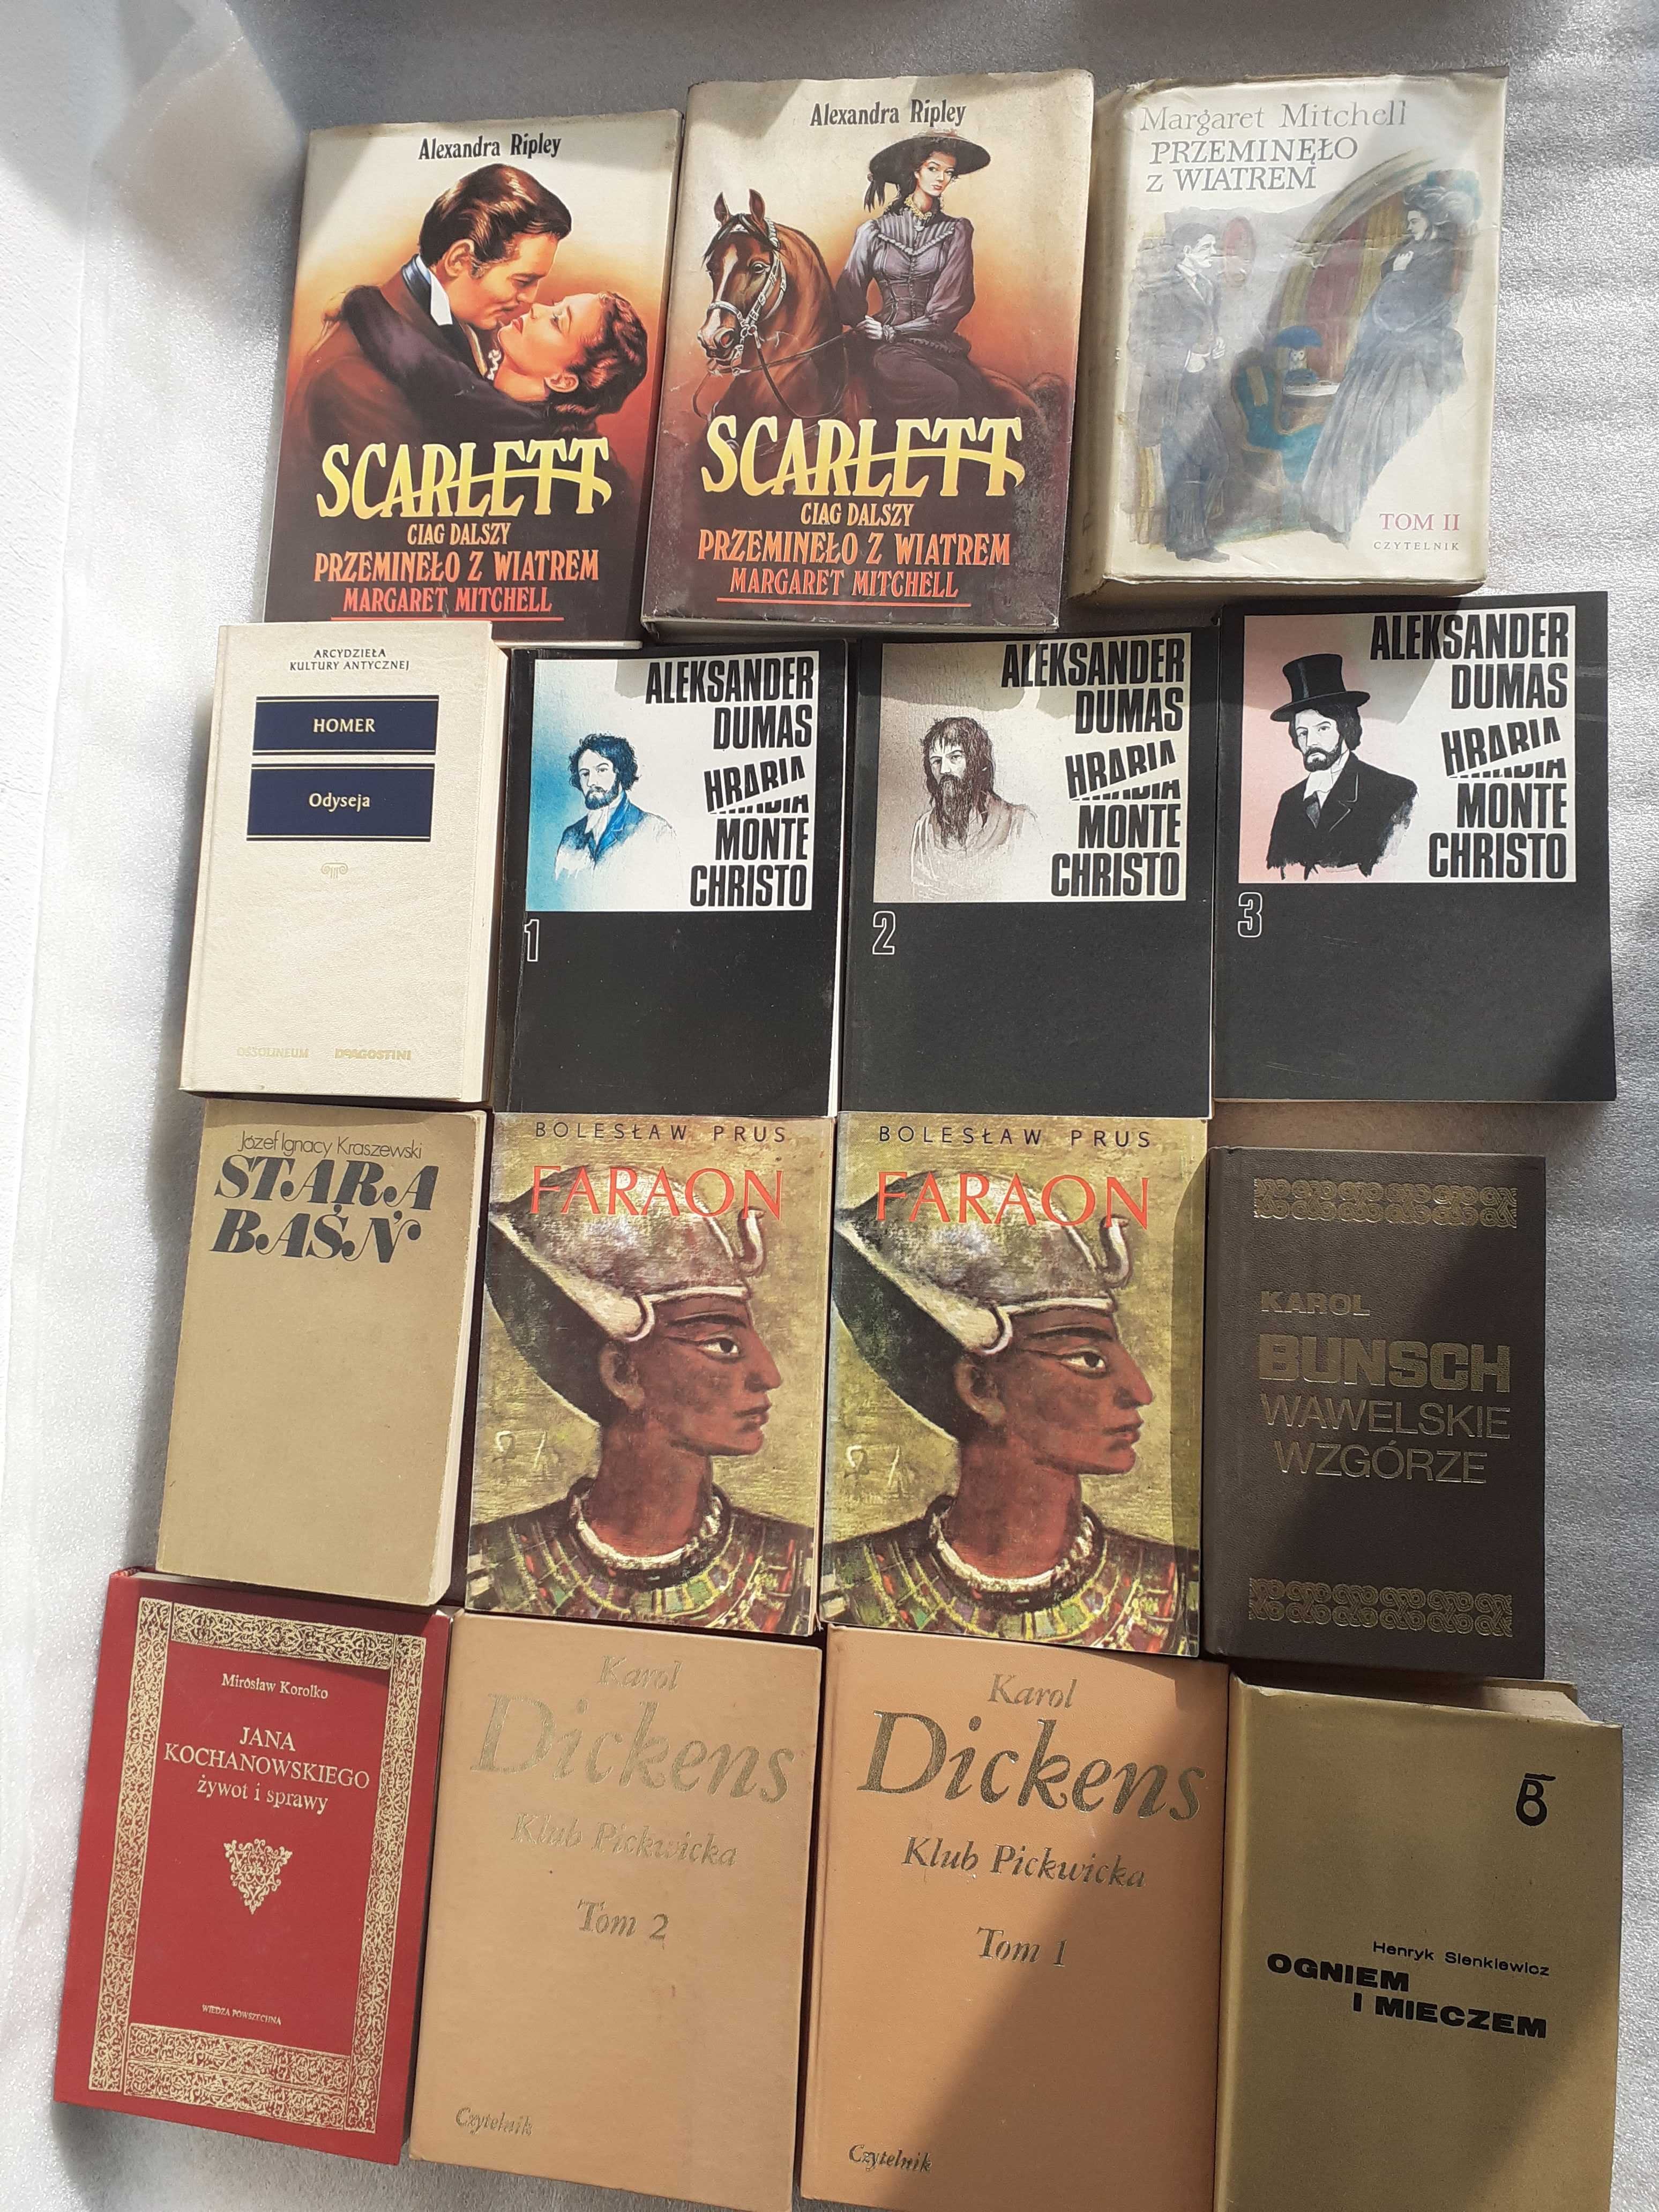 Alexandra Ripley
SCARLETT
CIĄG DALSZY
PRZEMINĘŁO Z WIATREM
MARGARET MITCHELL
Alexandra Ripley
SCARLETT
CIĄG DALSZY
PRZEMINĘŁO Z WIATREM
MARGARET MITCHELL
Margaret Mitchell
PRZEMINĘŁO
Z WIATREM
TOM II
CZYTELNIK
ARCYDZIEŁA
KULTURY ANTYCZNEJ
HOMER
Odyseja
OSSOLINEUM DEAGOSTINI
ALEKSANDER
DUMAS
HRABIA
MONTE
CHRISTO
1
ALEKSANDER
DUMAS
HRABIA
MONTE
CHRISTO
2
ALEKSANDER
DUMAS
HRABIA
MONTE
CHRISTO
3
Józef Ignacy Kraszewski
STARA
BAŚŃ
BOLESŁAW PRUS
FARAON
BOLESŁAW PRUS
FARAON
KAROL
BUNSCH
WAWELSKIE
WZGÓRZE
Mirosław Korolko
JANA
KOCHANOWSKIEGO
żywot i sprawy
WIEDZA POWSZECHNA
Karol
Dickens
Klub Pickwicka
Tom 2
Czytelnik
Karol
Dickens
Klub Pickwicka
Tom 1
Czytelnik
Henryk Sienkiewicz
OGNIEM
I MIECZEM